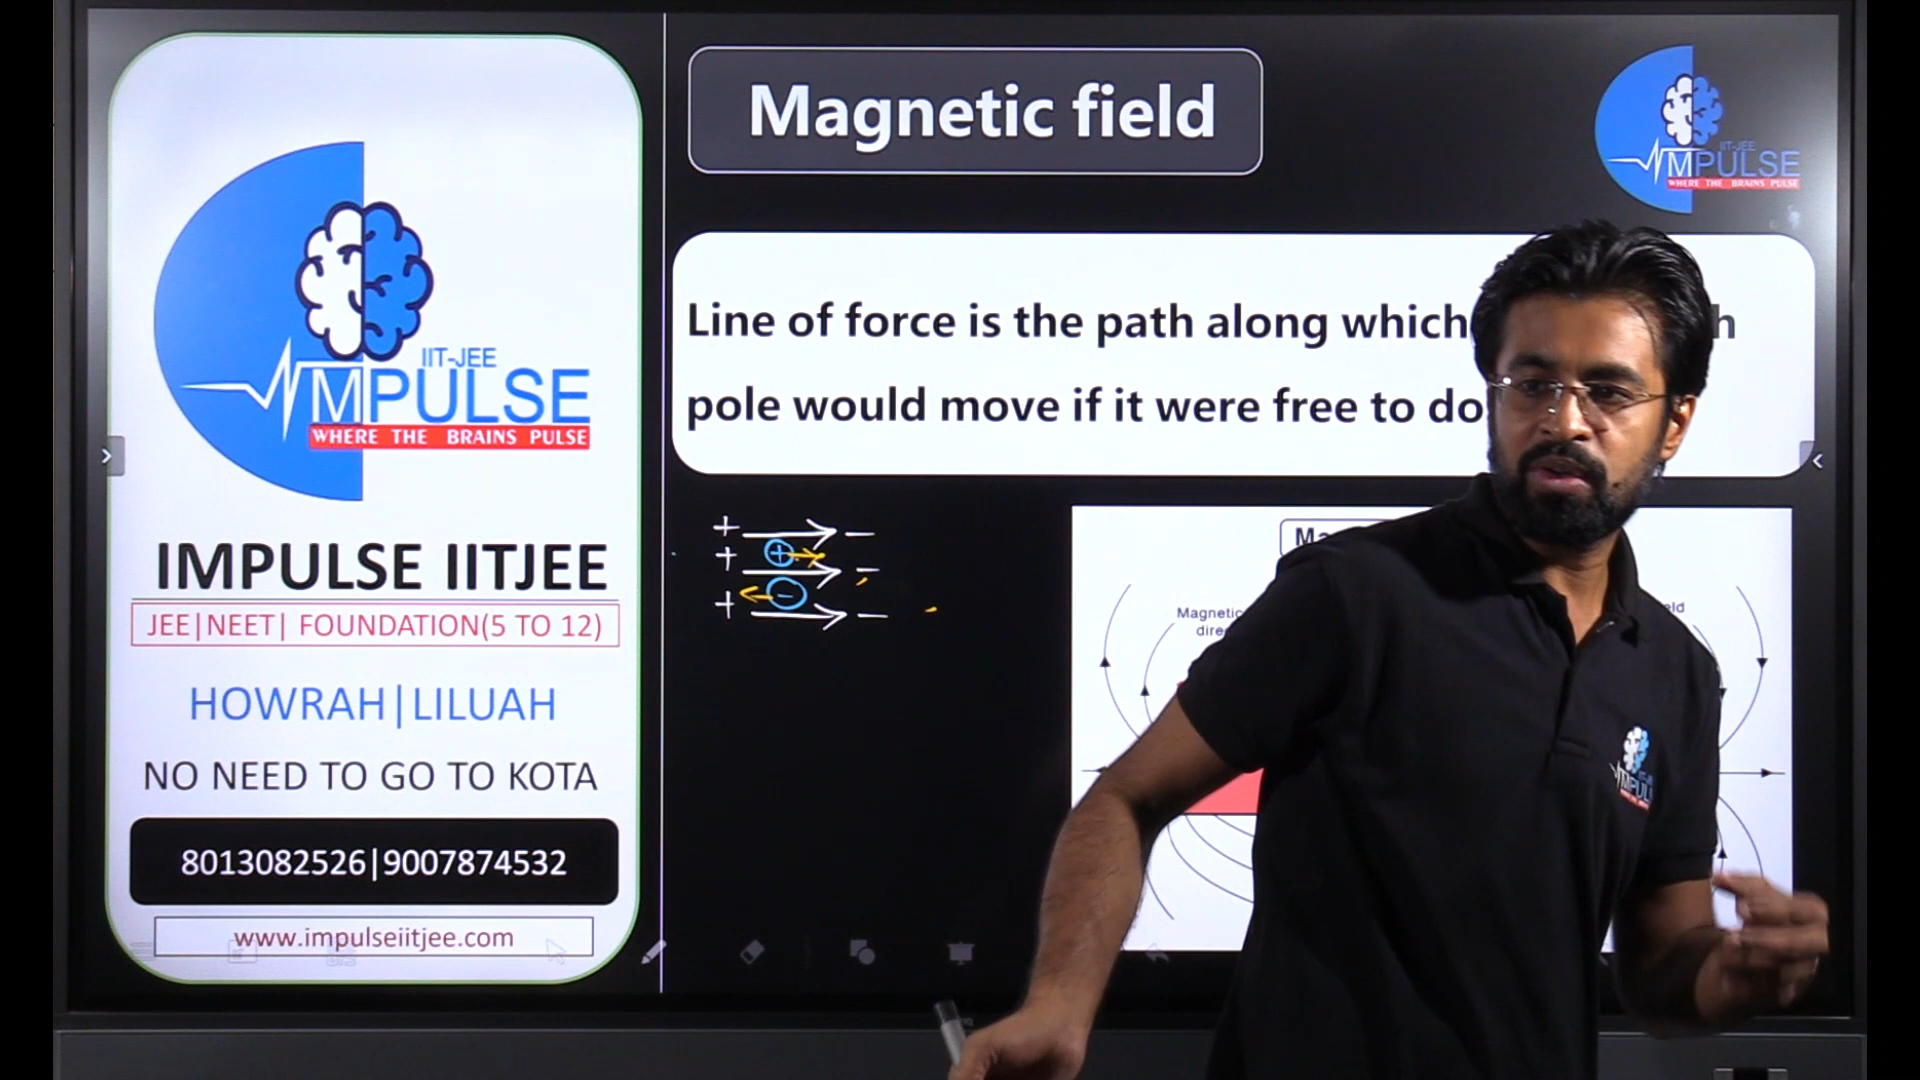 IIT-JEE
MPULSE
WHERE THE BRAINS PULSE
IMPULSE IITJEE
JEE|NEET| FOUNDATION(5 TO 12)
HOWRAH|LILUAH
NO NEED TO GO TO KOTA
8013082526|9007874532
www.impulseiitjee.com
Magnetic field
IIT-JEE
MPULSE
WHERE THE BRAINS PULSE
Line of force is the path along which
pole would move if it were free to do
+ → −
+ ⊕ → −
+ ⊖ → −
Magnetic